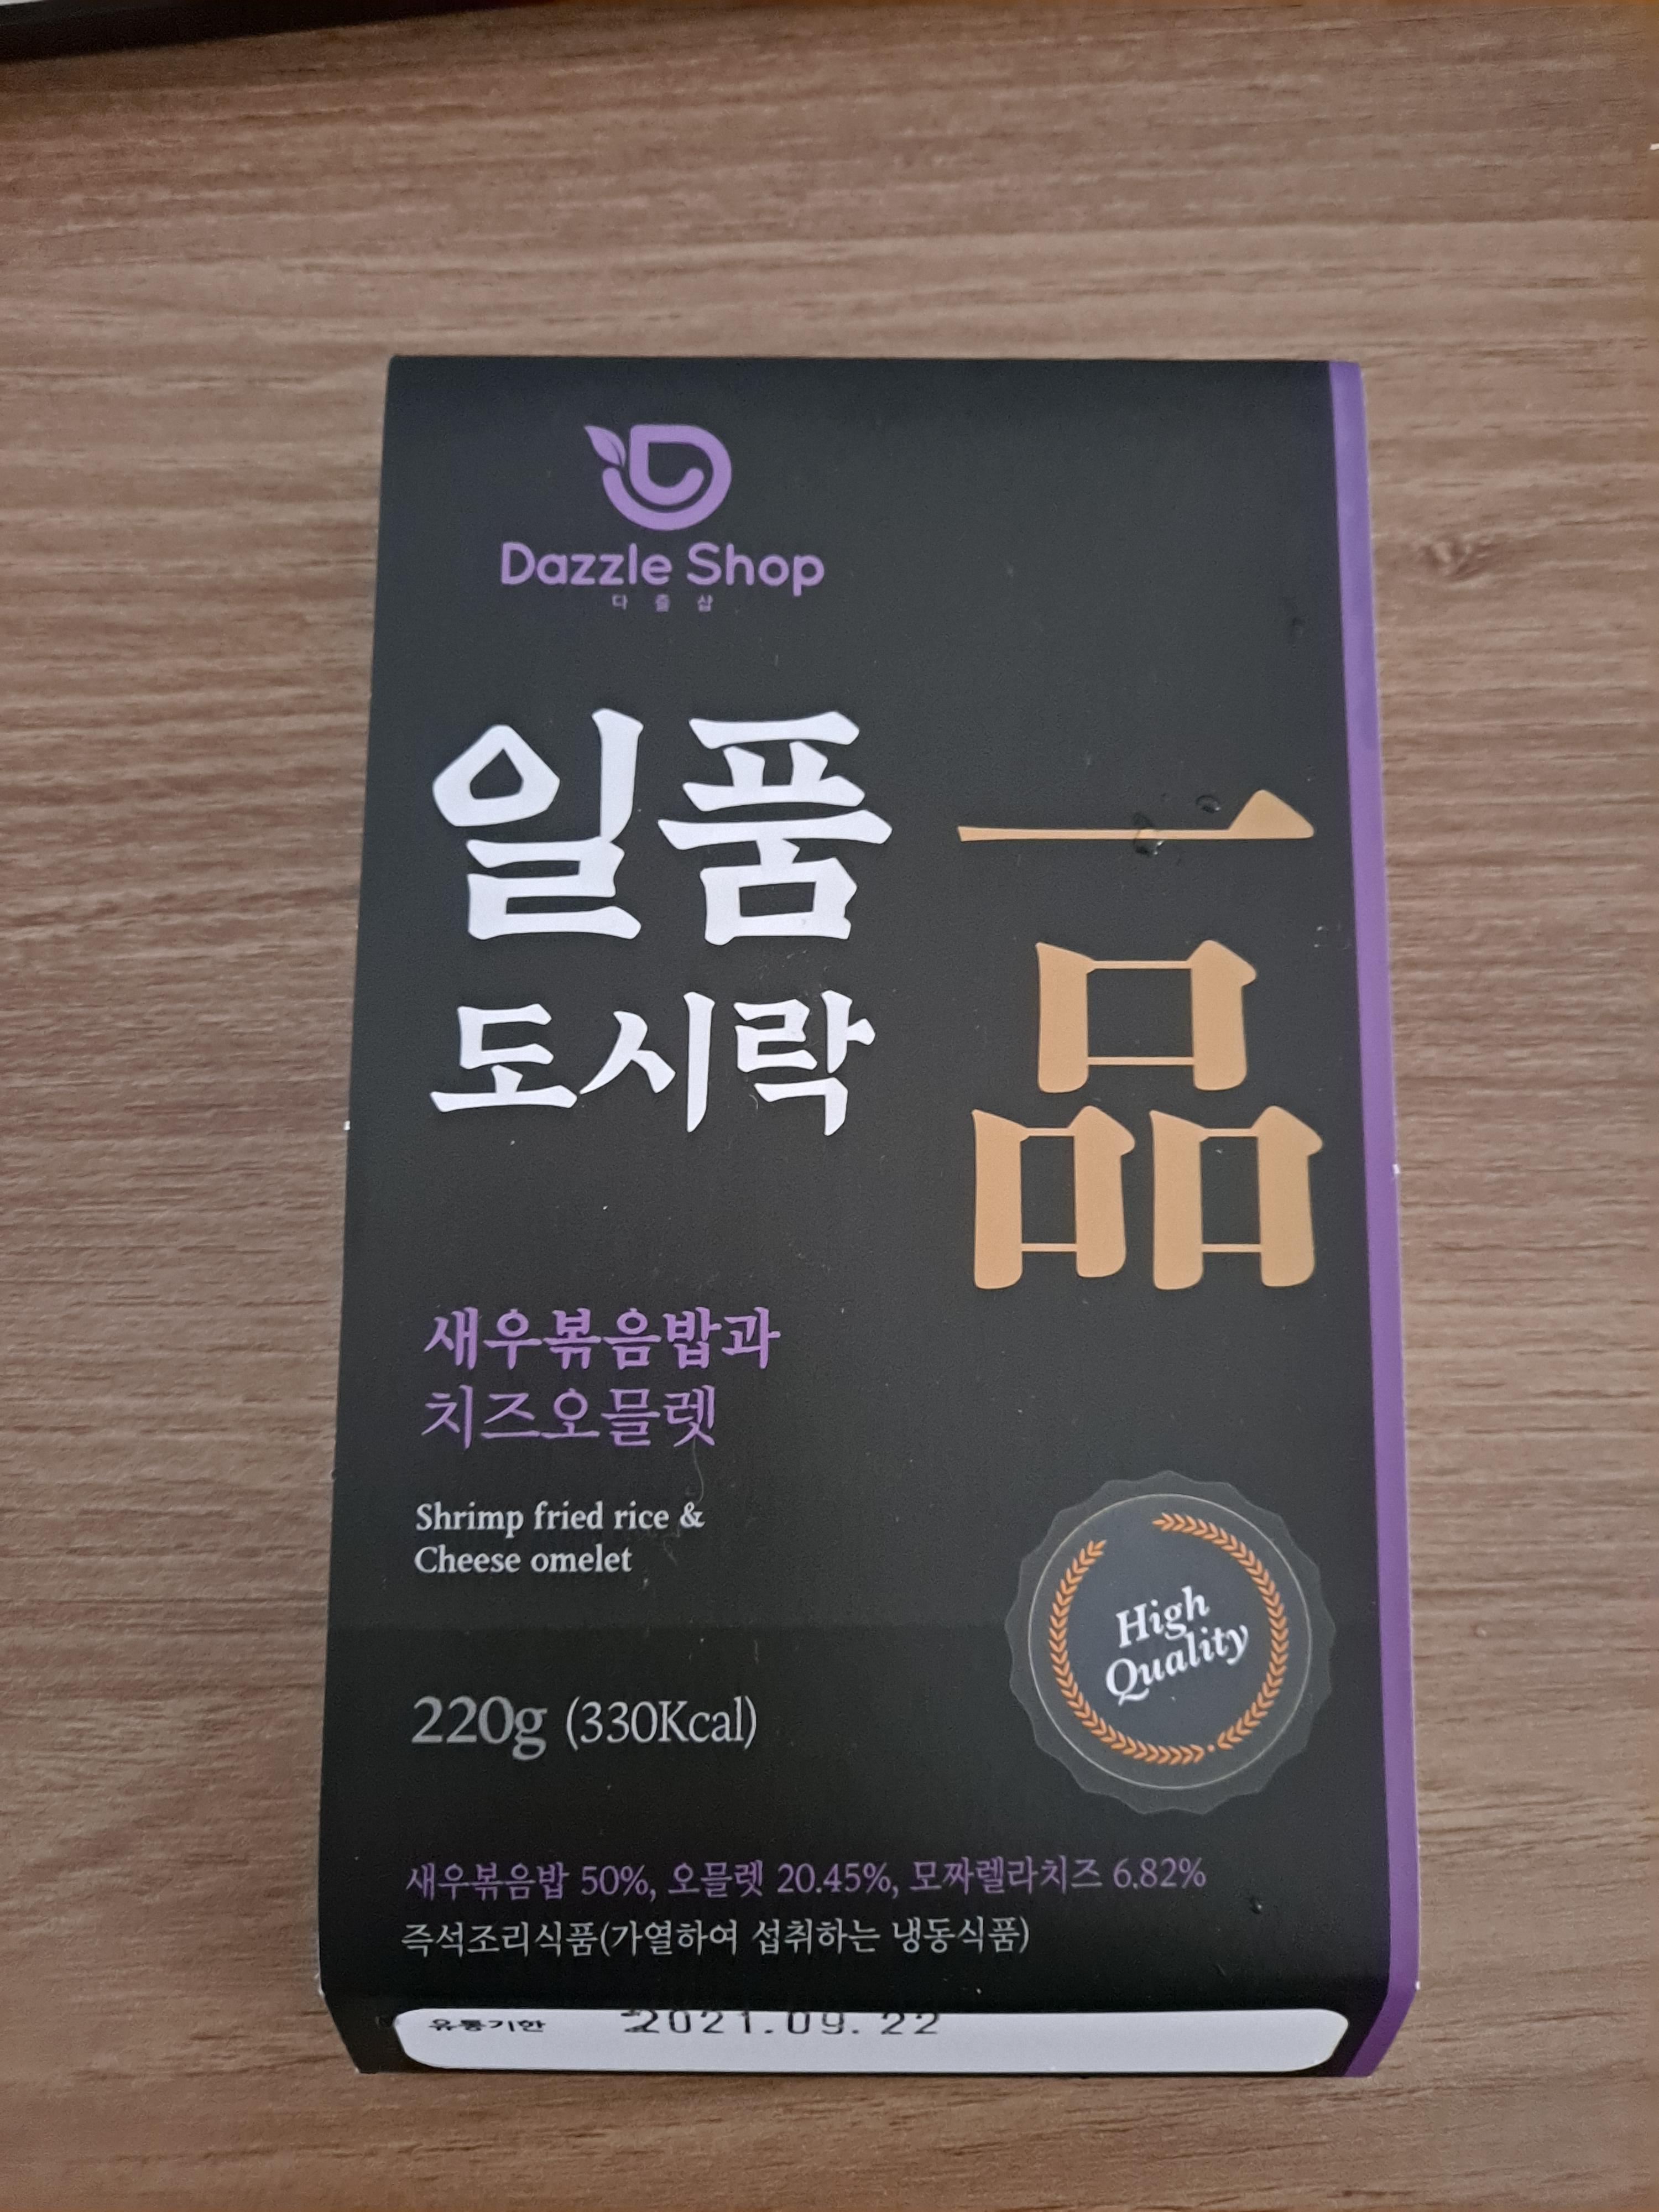 Dazzle Shop
다즐샵
일품
도시락
一品
새우볶음밥과
치즈오믈렛
Shrimp fried rice &
Cheese omelet
High
Quality
220g (330Kcal)
새우볶음밥 50%, 오믈렛 20.45%, 모짜렐라치즈 6.82%
즉석조리식품(가열하여 섭취하는 냉동식품)
유통기한 2021.09.22